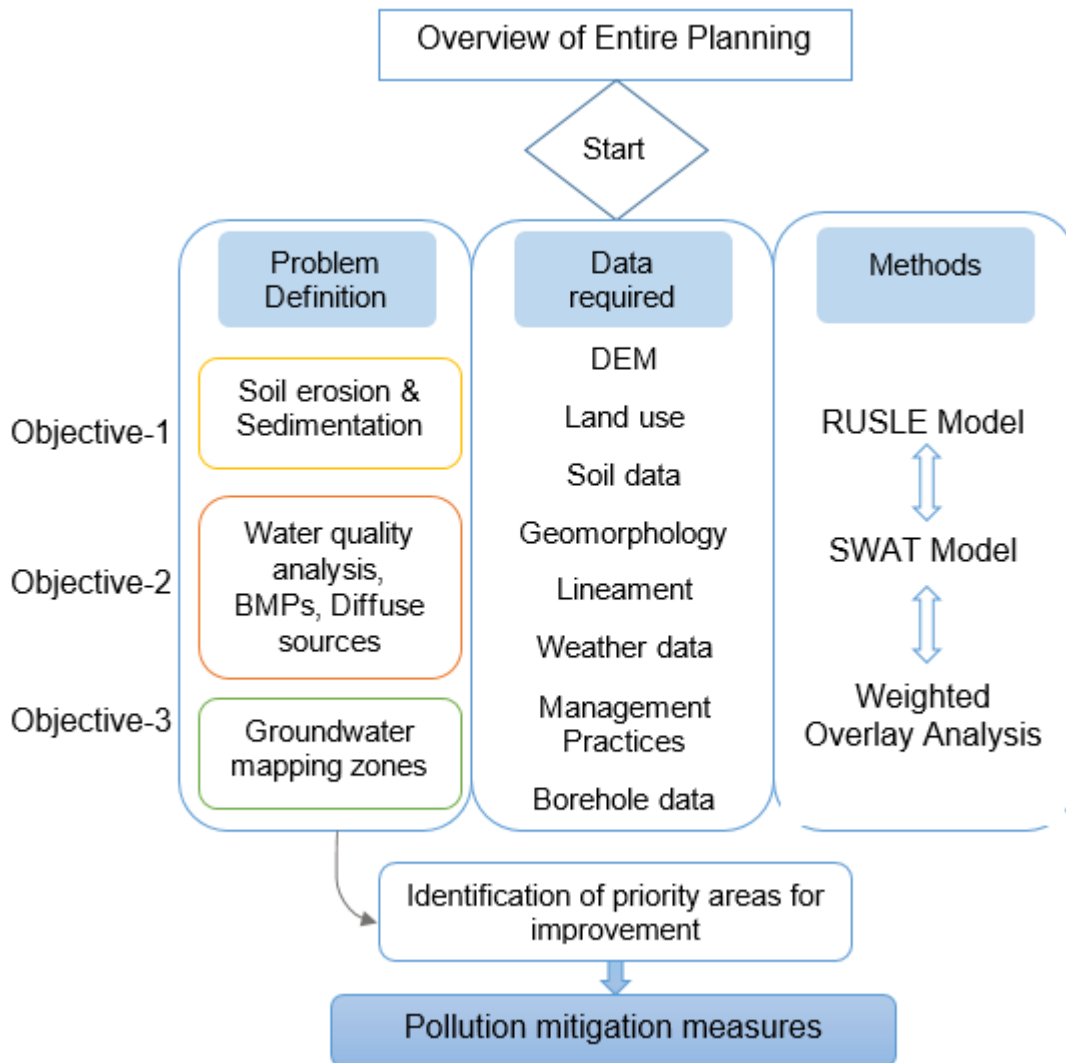 Overview of Entire Planning
Start
Problem
Definition
Data
required
Methods
Objective-1
Soil erosion &
Sedimentation
Objective-2
Water quality
analysis,
BMPs, Diffuse
sources
Objective-3
Groundwater
mapping zones
DEM
Land use
Soil data
Geomorphology
Lineament
Weather data
Management
Practices
Borehole data
RUSLE Model
SWAT Model
Weighted
Overlay Analysis
Identification of priority areas for
improvement
Pollution mitigation measures